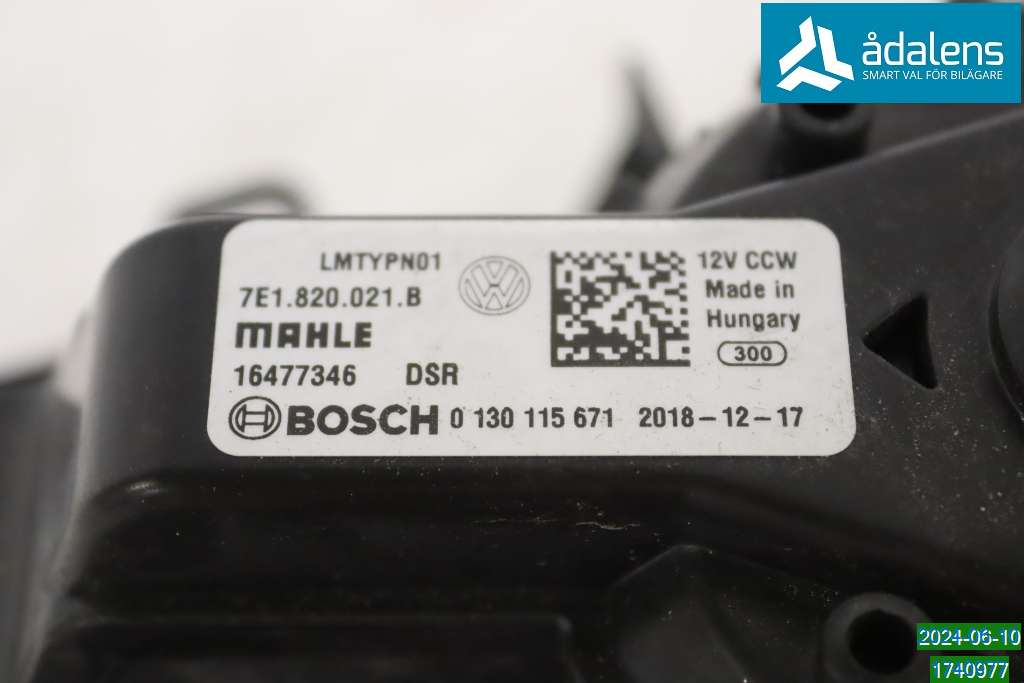 ådalens
SMART VAL FÖR BILÄGARE
LMTYPN01
7E1.820.021.B
MAHLE
16477346 DSR
BOSCH 0 130 115 671 2018-12-17
12V CCW
Made in
Hungary
300
2024-06-10
1740977